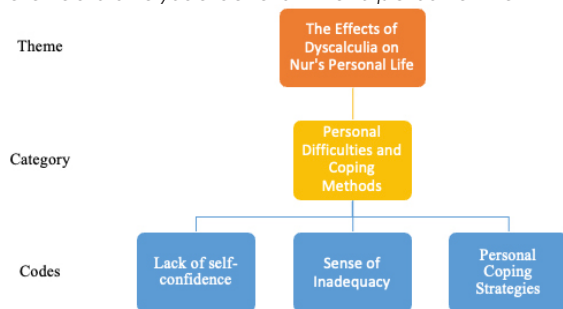 Theme
The Effects of
Dyscalculia on
Nur's Personal Life
Category
Personal
Difficulties and
Coping
Methods
Codes
Lack of self-
confidence
Sense of
Inadequacy
Personal
Coping
Strategies